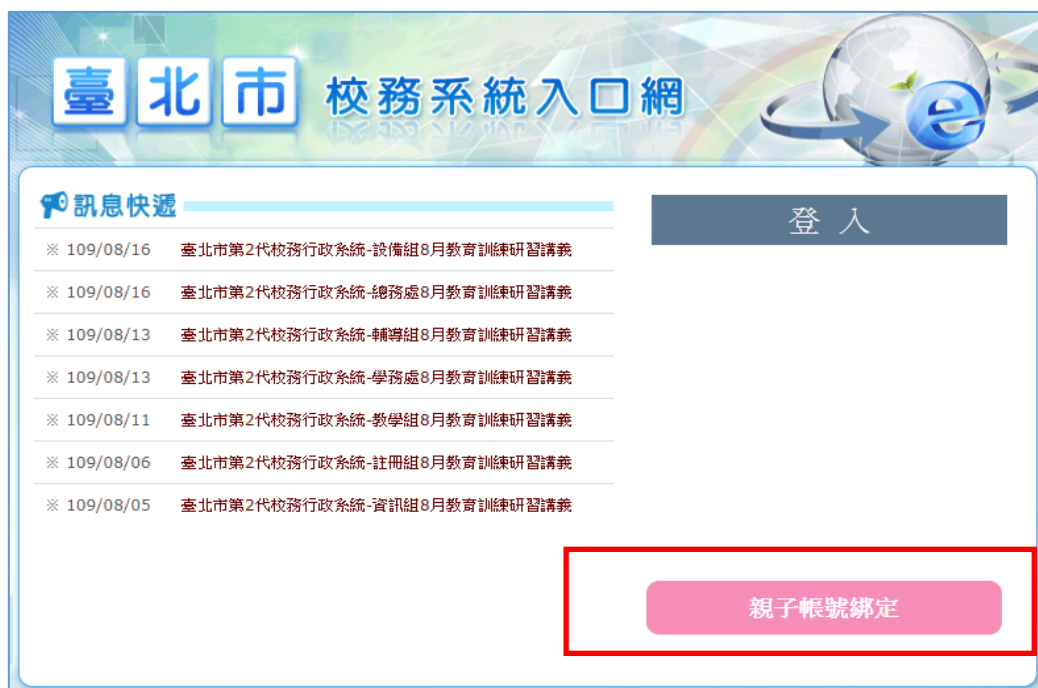 臺北市 校務系統入口網
訊息快遞
※ 109/08/16 臺北市第2代校務行政系統-設備組8月教育訓練研習講義
※ 109/08/16 臺北市第2代校務行政系統-總務處8月教育訓練研習講義
※ 109/08/13 臺北市第2代校務行政系統-輔導組8月教育訓練研習講義
※ 109/08/13 臺北市第2代校務行政系統-學務處8月教育訓練研習講義
※ 109/08/11 臺北市第2代校務行政系統-教學組8月教育訓練研習講義
※ 109/08/06 臺北市第2代校務行政系統-註冊組8月教育訓練研習講義
※ 109/08/05 臺北市第2代校務行政系統-資訊組8月教育訓練研習講義
登 入
親子帳號綁定